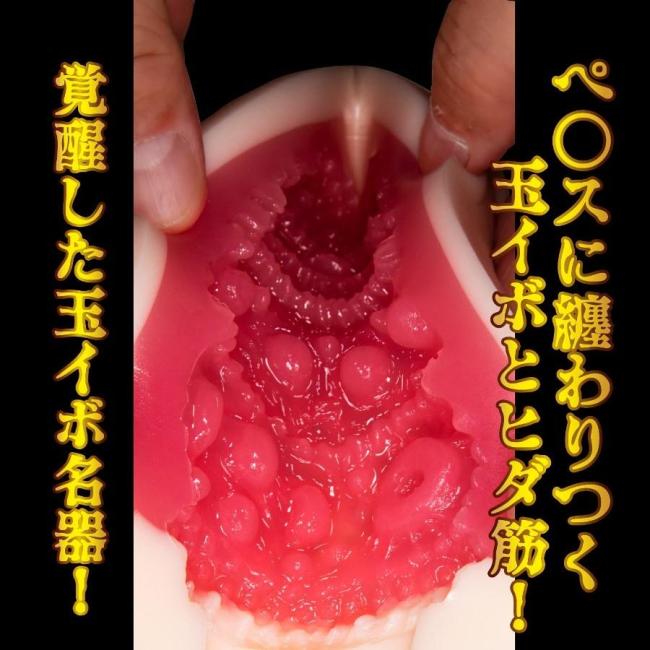 ペ〇スに纏わりつく
玉イボとヒダ筋！
覚醒した玉イボ名器！